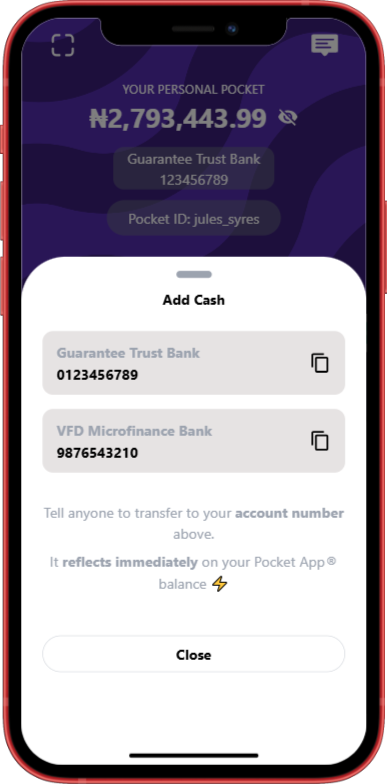 YOUR PERSONAL POCKET
₦2,793,443.99
Guarantee Trust Bank
123456789
Pocket ID: jules_syres
Add Cash
Guarantee Trust Bank
0123456789
VFD Microfinance Bank
9876543210
Tell anyone to transfer to your account number
above.
It reflects immediately on your Pocket App®
balance ⚡
Close